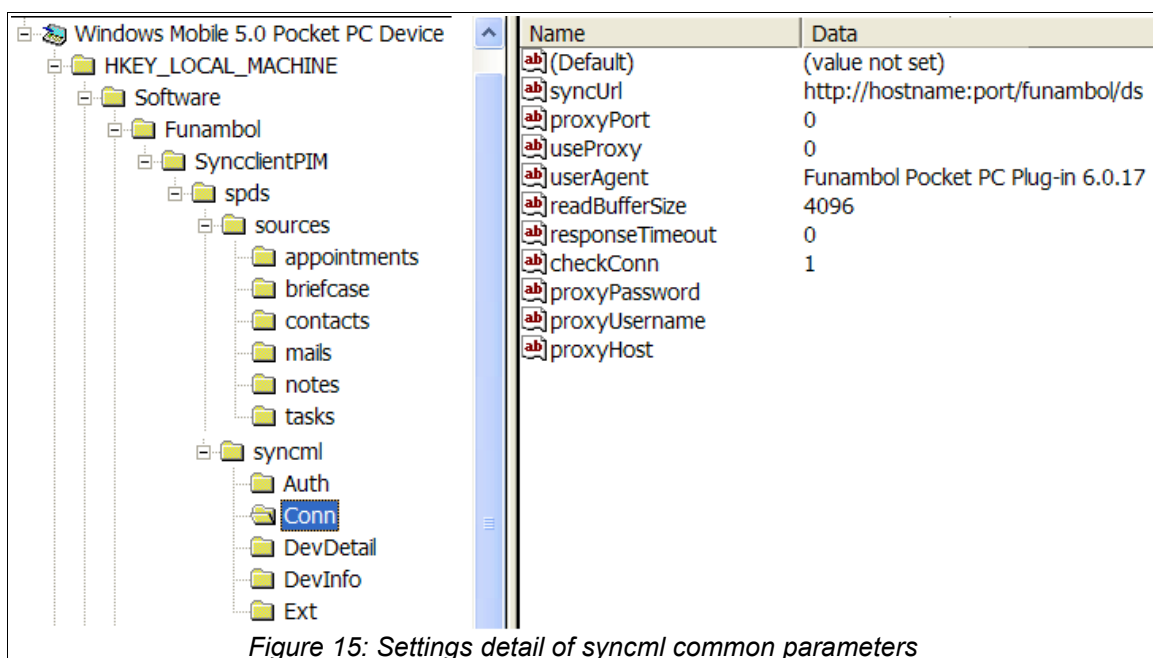 Windows Mobile 5.0 Pocket PC Device
HKEY_LOCAL_MACHINE
Software
Funambol
SyncclientPIM
spds
sources
appointments
briefcase
contacts
mails
notes
tasks
syncml
Auth
Conn
DevDetail
DevInfo
Ext
Name Data
(Default) (value not set)
syncUrl http://hostname:port/funambol/ds
proxyPort 0
useProxy 0
userAgent Funambol Pocket PC Plug-in 6.0.17
readBufferSize 4096
responseTimeout 0
checkConn 1
proxyPassword
proxyUsername
proxyHost
Figure 15: Settings detail of syncml common parameters